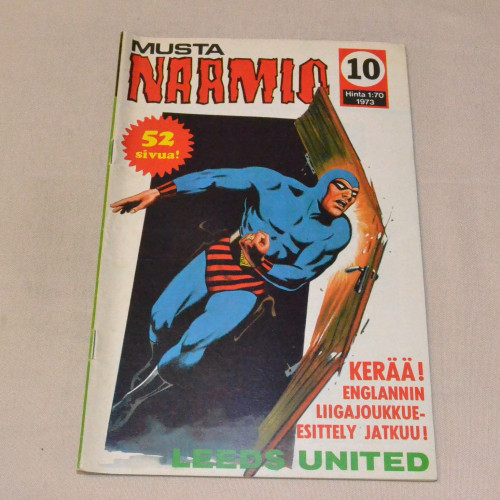 MUSTA
NAAMIO
10
Hinta 1:70
1973
52
sivua!
KERÄÄ!
ENGLANNIN
LIIGAJOUKKUE-
ESITTELY JATKUU!
LEEDS UNITED